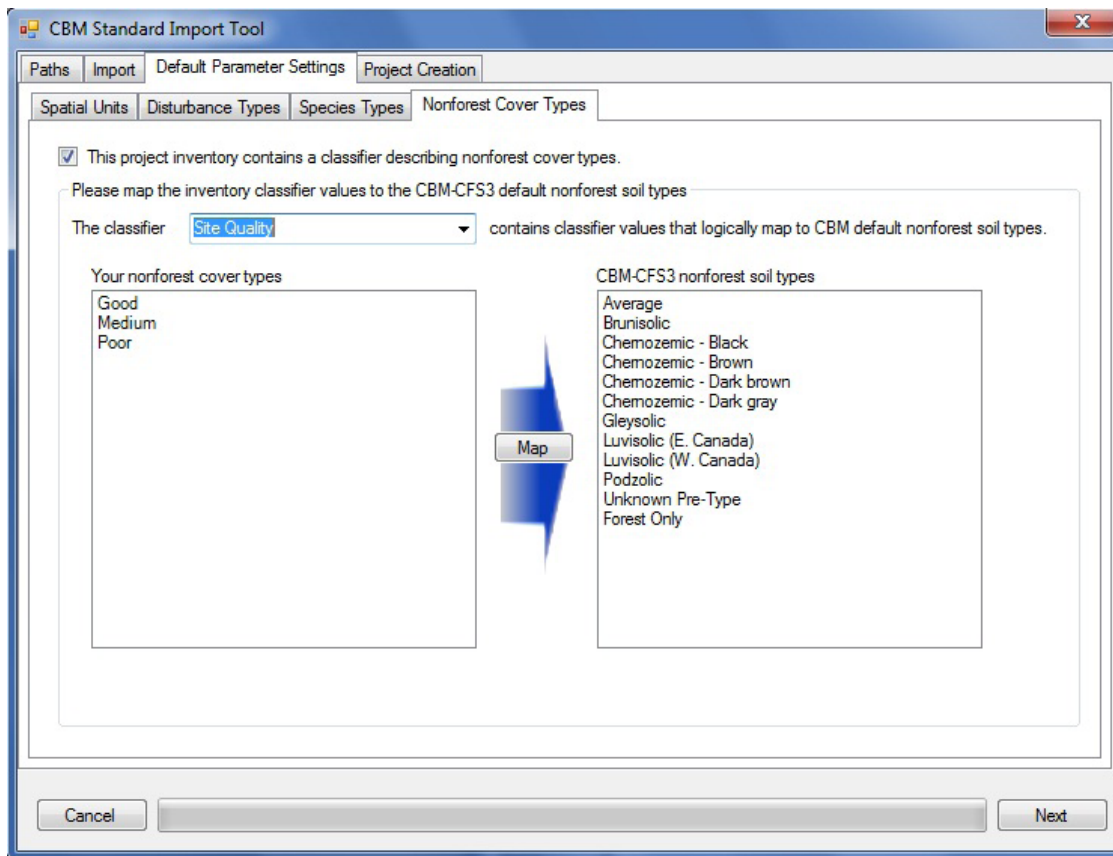 CBM Standard Import Tool
X
Paths Import Default Parameter Settings Project Creation
Spatial Units Disturbance Types Species Types Nonforest Cover Types
This project inventory contains a classifier describing nonforest cover types.
Please map the inventory classifier values to the CBM-CFS3 default nonforest soil types
The classifier Site Quality contains classifier values that logically map to CBM default nonforest soil types.
Your nonforest cover types
Good
Medium
Poor
Map
CBM-CFS3 nonforest soil types
Average
Brunisolic
Chernozemic - Black
Chernozemic - Brown
Chernozemic - Dark brown
Chernozemic - Dark gray
Gleysolic
Luvisolic (E. Canada)
Luvisolic (W. Canada)
Podzolic
Unknown Pre-Type
Forest Only
Cancel Next